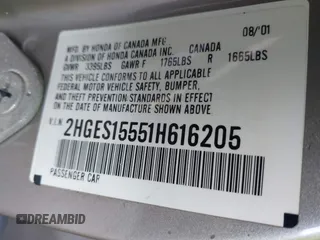 MFD. BY HONDA OF CANADA MFG. 08/01
A DIVISION OF HONDA CANADA INC. CANADA
GVWR 3395LBS GAWR F 1765LBS R 1665LBS
THIS VEHICLE CONFORMS TO ALL APPLICABLE
FEDERAL MOTOR VEHICLE SAFETY, BUMPER,
AND THEFT PREVENTION STANDARDS IN EFFECT ON
THE DATE OF MANUFACTURE SHOWN ABOVE.
V.I.N. 2HGES15551H616205
PASSENGER CAR
DREAMBID